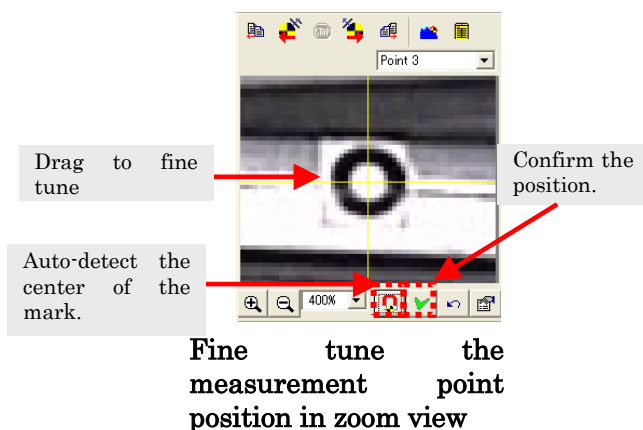 Point 3
Drag to fine
tune
Confirm the
position.
Auto-detect the
center of the
mark.
400%
Fine tune the
measurement point
position in zoom view